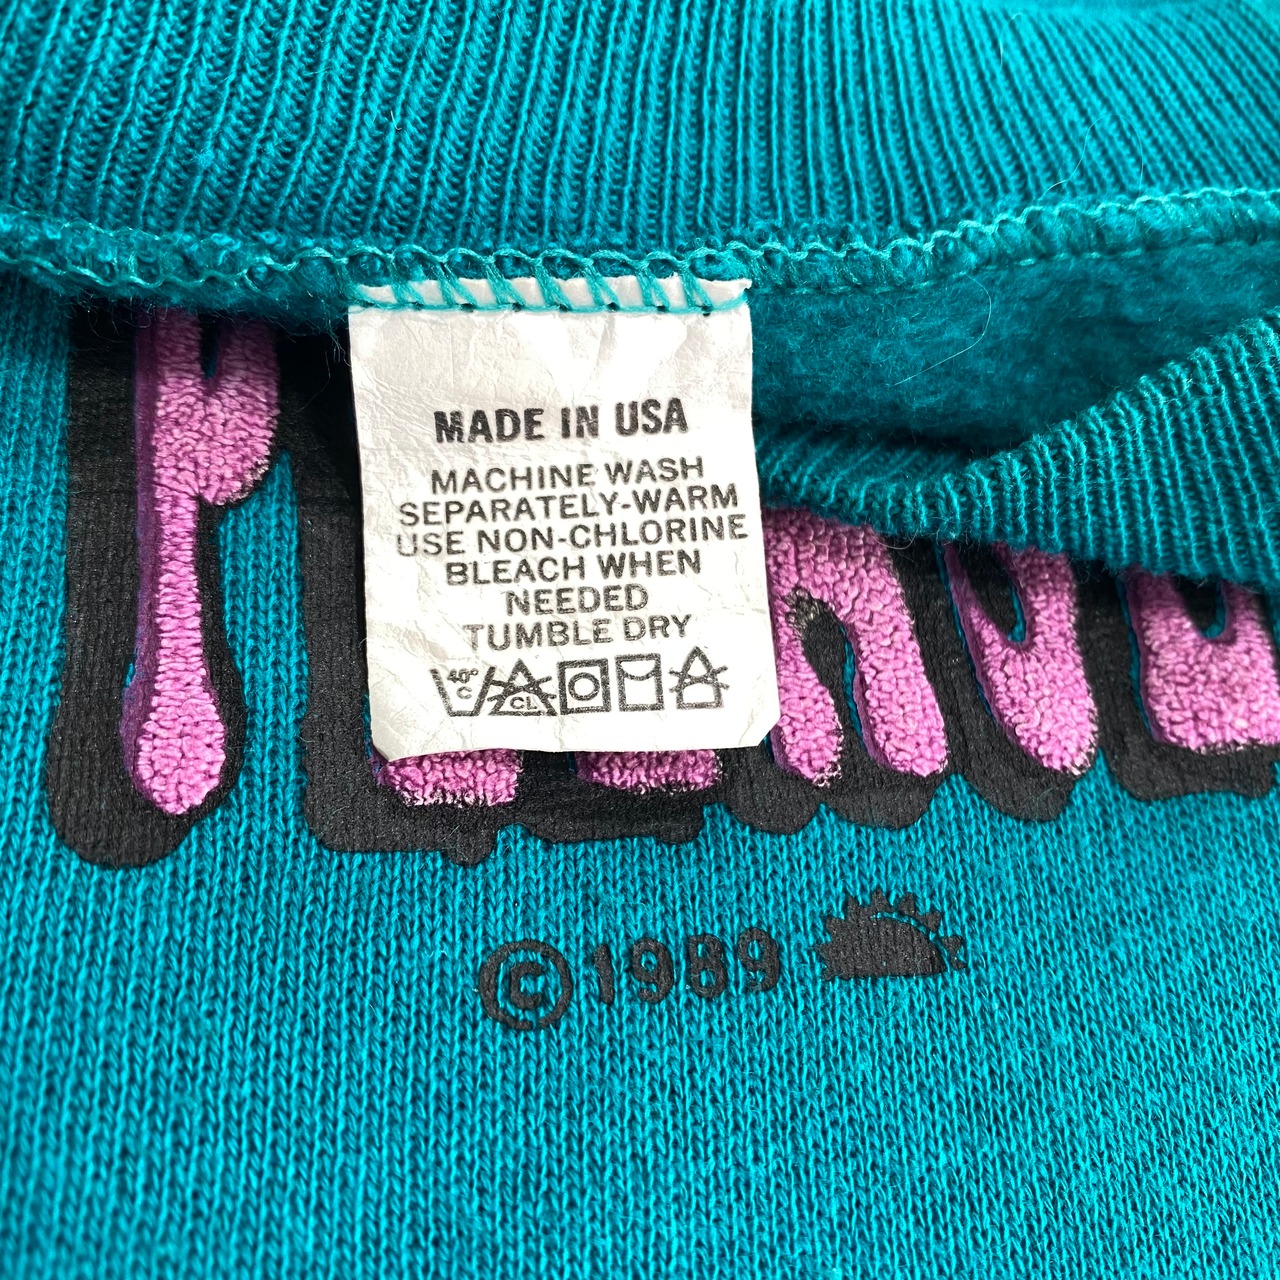 MADE IN USA
MACHINE WASH
SEPARATELY-WARM
USE NON-CHLORINE
BLEACH WHEN
NEEDED
TUMBLE DRY
40°
C
CL
© 1989